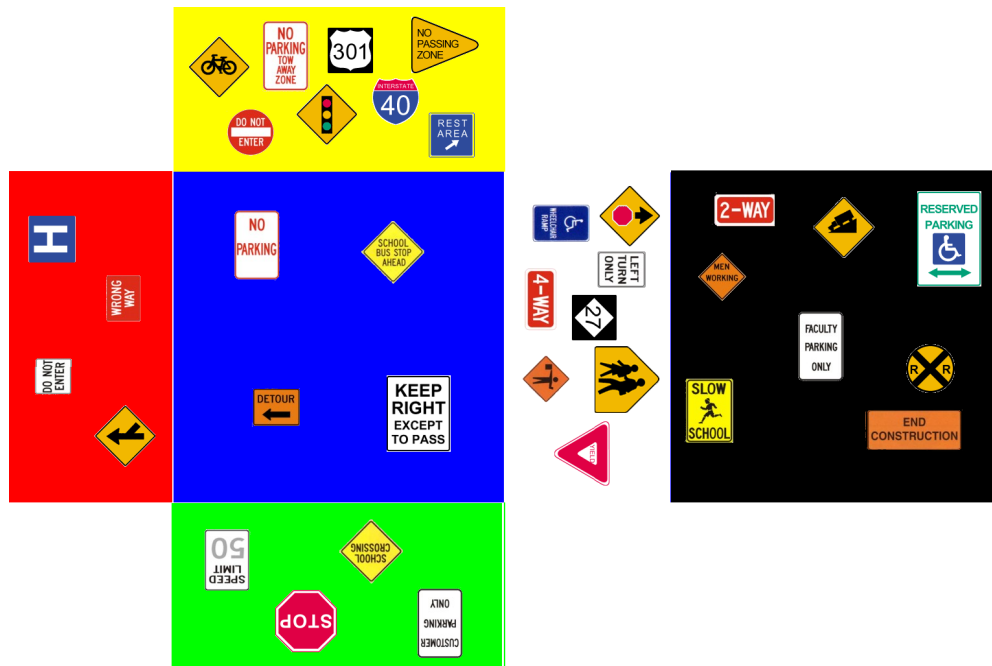 NO
PARKING
TOW
AWAY
ZONE
301
NO
PASSING
ZONE
INTERSTATE
40
DO NOT
ENTER
REST
AREA
H
WRONG
WAY
DO NOT
ENTER
NO
PARKING
SCHOOL
BUS STOP
AHEAD
DETOUR
KEEP
RIGHT
EXCEPT
TO PASS
WHEELCHAIR
RAMP
LEFT
TURN
ONLY
4-WAY
27
YIELD
2-WAY
RESERVED
PARKING
MEN
WORKING
FACULTY
PARKING
ONLY
R R
SLOW
SCHOOL
END
CONSTRUCTION
SPEED
LIMIT
50
SCHOOL
CROSSING
STOP
CUSTOMER
PARKING
ONLY